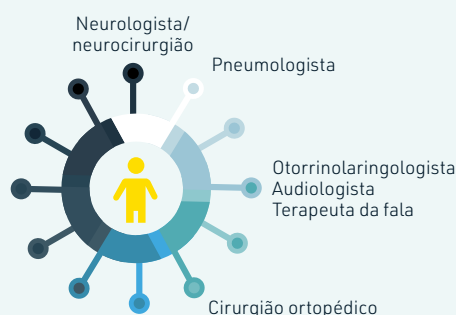 Neurologista/
neurocirurgião
Pneumologista
Otorrinolaringologista
Audiologista
Terapeuta da fala
Cirurgião ortopédico